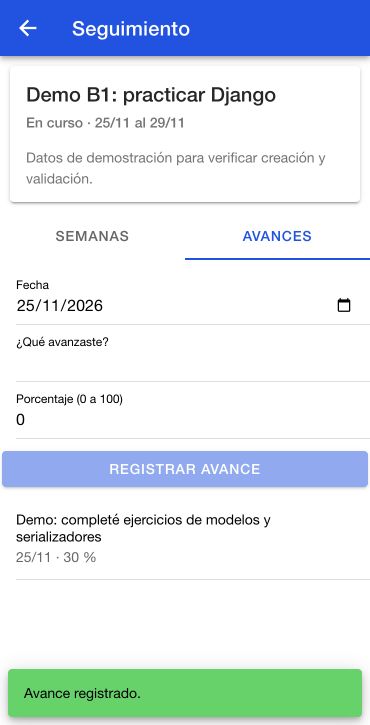 Seguimiento
Demo B1: practicar Django
En curso · 25/11 al 29/11
Datos de demostración para verificar creación y
validación.
SEMANAS
AVANCES
Fecha
25/11/2026
¿Qué avanzaste?
Porcentaje (0 a 100)
0
REGISTRAR AVANCE
Demo: completé ejercicios de modelos y
serializadores
25/11 · 30 %
Avance registrado.